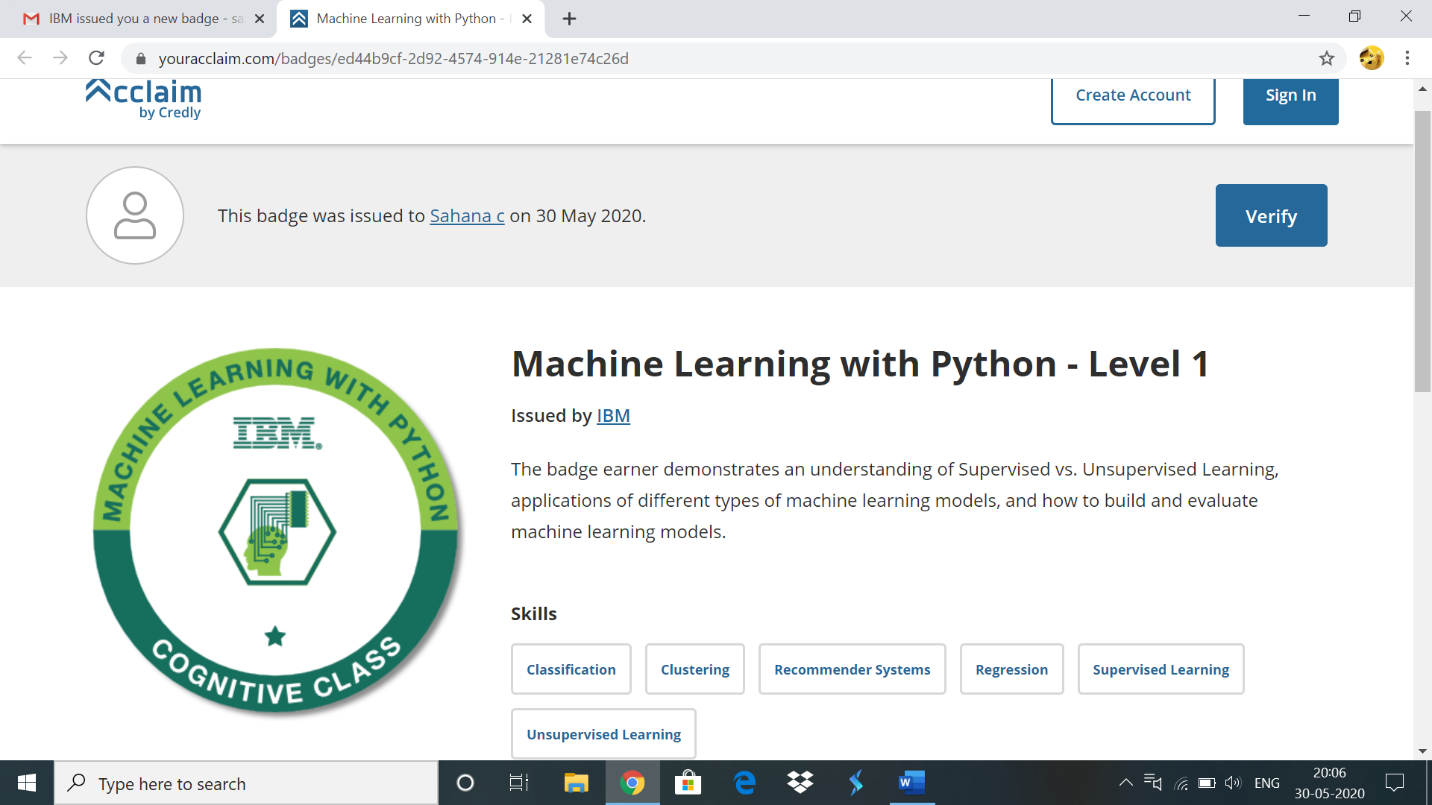 IBM issued you a new badge - sa
Machine Learning with Python -
youracclaim.com/badges/ed44b9cf-2d92-4574-914e-21281e74c26d
cclaim
by Credly
Create Account
Sign In
This badge was issued to Sahana c on 30 May 2020.
Verify
MACHINE LEARNING WITH PYTHON
IBM®
COGNITIVE CLASS
Machine Learning with Python - Level 1
Issued by IBM
The badge earner demonstrates an understanding of Supervised vs. Unsupervised Learning,
applications of different types of machine learning models, and how to build and evaluate
machine learning models.
Skills
Classification
Clustering
Recommender Systems
Regression
Supervised Learning
Unsupervised Learning
Type here to search
W
ENG
20:06
30-05-2020